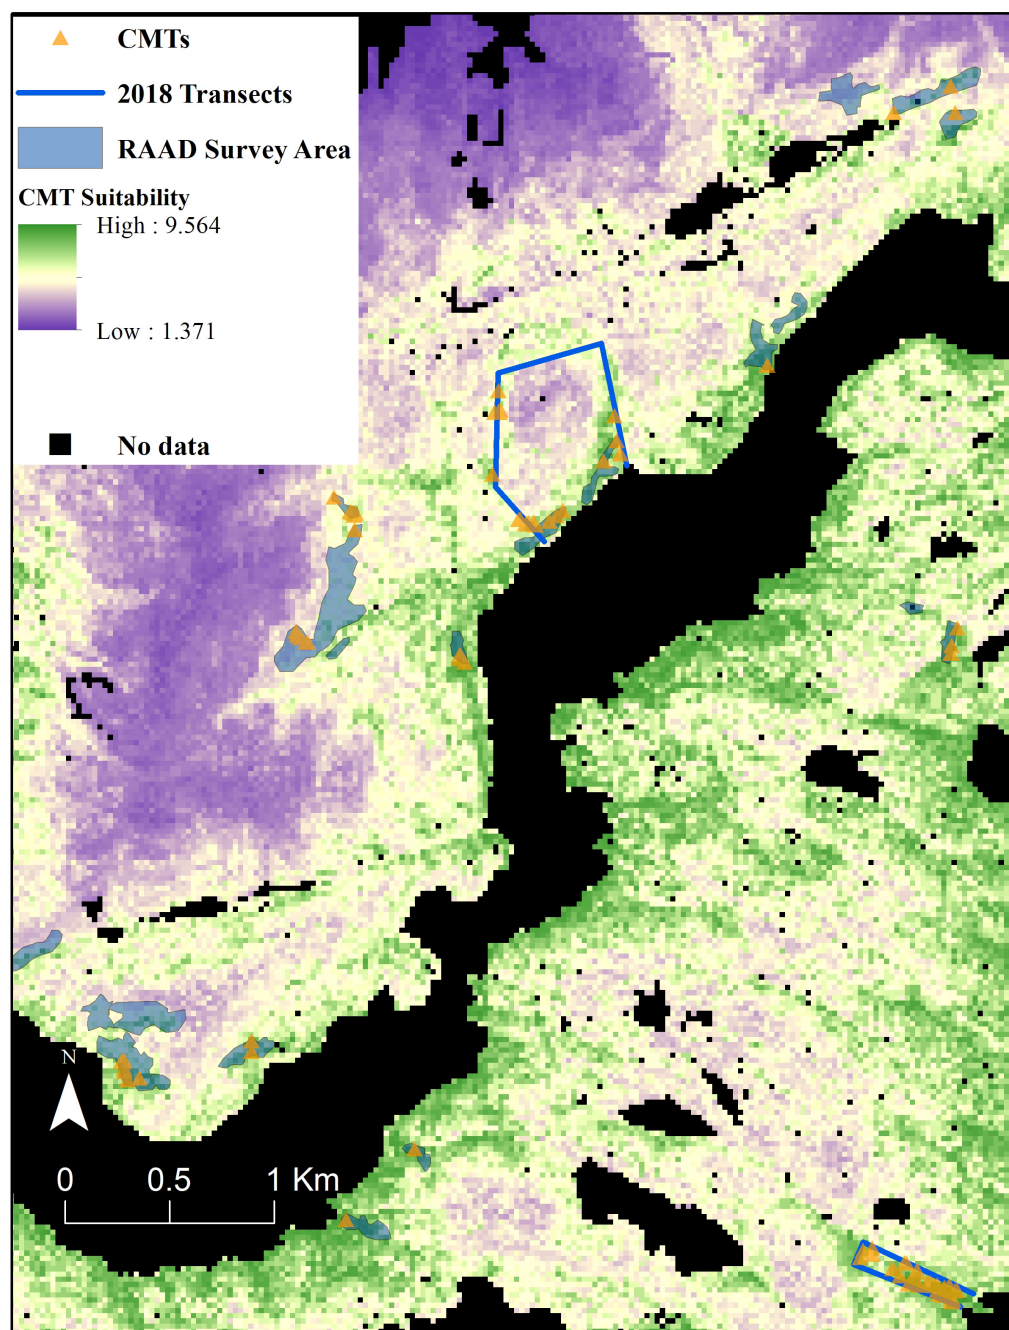 CMTs
2018 Transects
RAAD Survey Area
CMT Suitability
High : 9.564
Low : 1.371
No data
N
0 0.5 1 Km